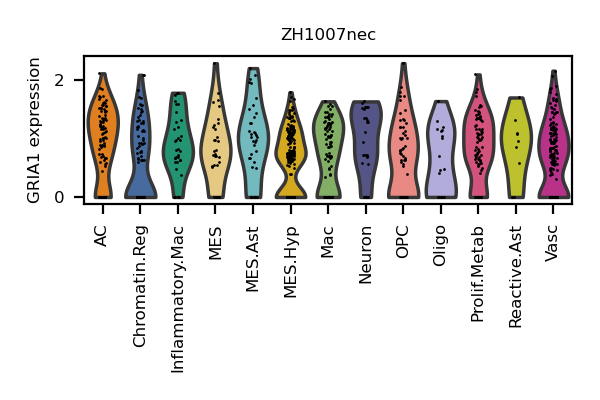 ZH1007nec
GRIA1 expression
2
0
AC
Chromatin.Reg
Inflammatory.Mac
MES
MES.Ast
MES.Hyp
Mac
Neuron
OPC
Oligo
Prolif.Metab
Reactive.Ast
Vasc